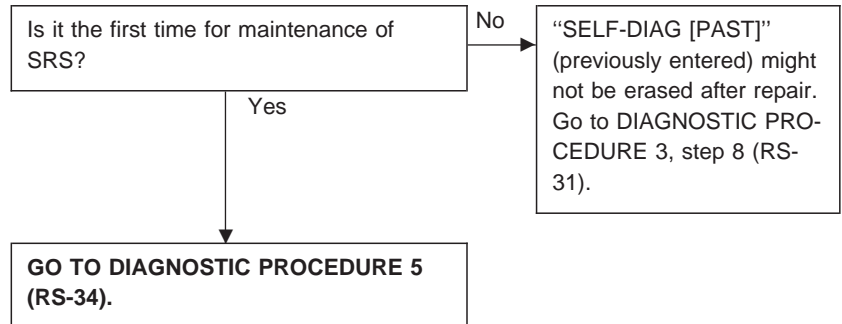 Is it the first time for maintenance of
SRS?
No
‘‘SELF-DIAG [PAST]’’
(previously entered) might
not be erased after repair.
Go to DIAGNOSTIC PRO-
CEDURE 3, step 8 (RS-
31).
Yes
GO TO DIAGNOSTIC PROCEDURE 5
(RS-34).